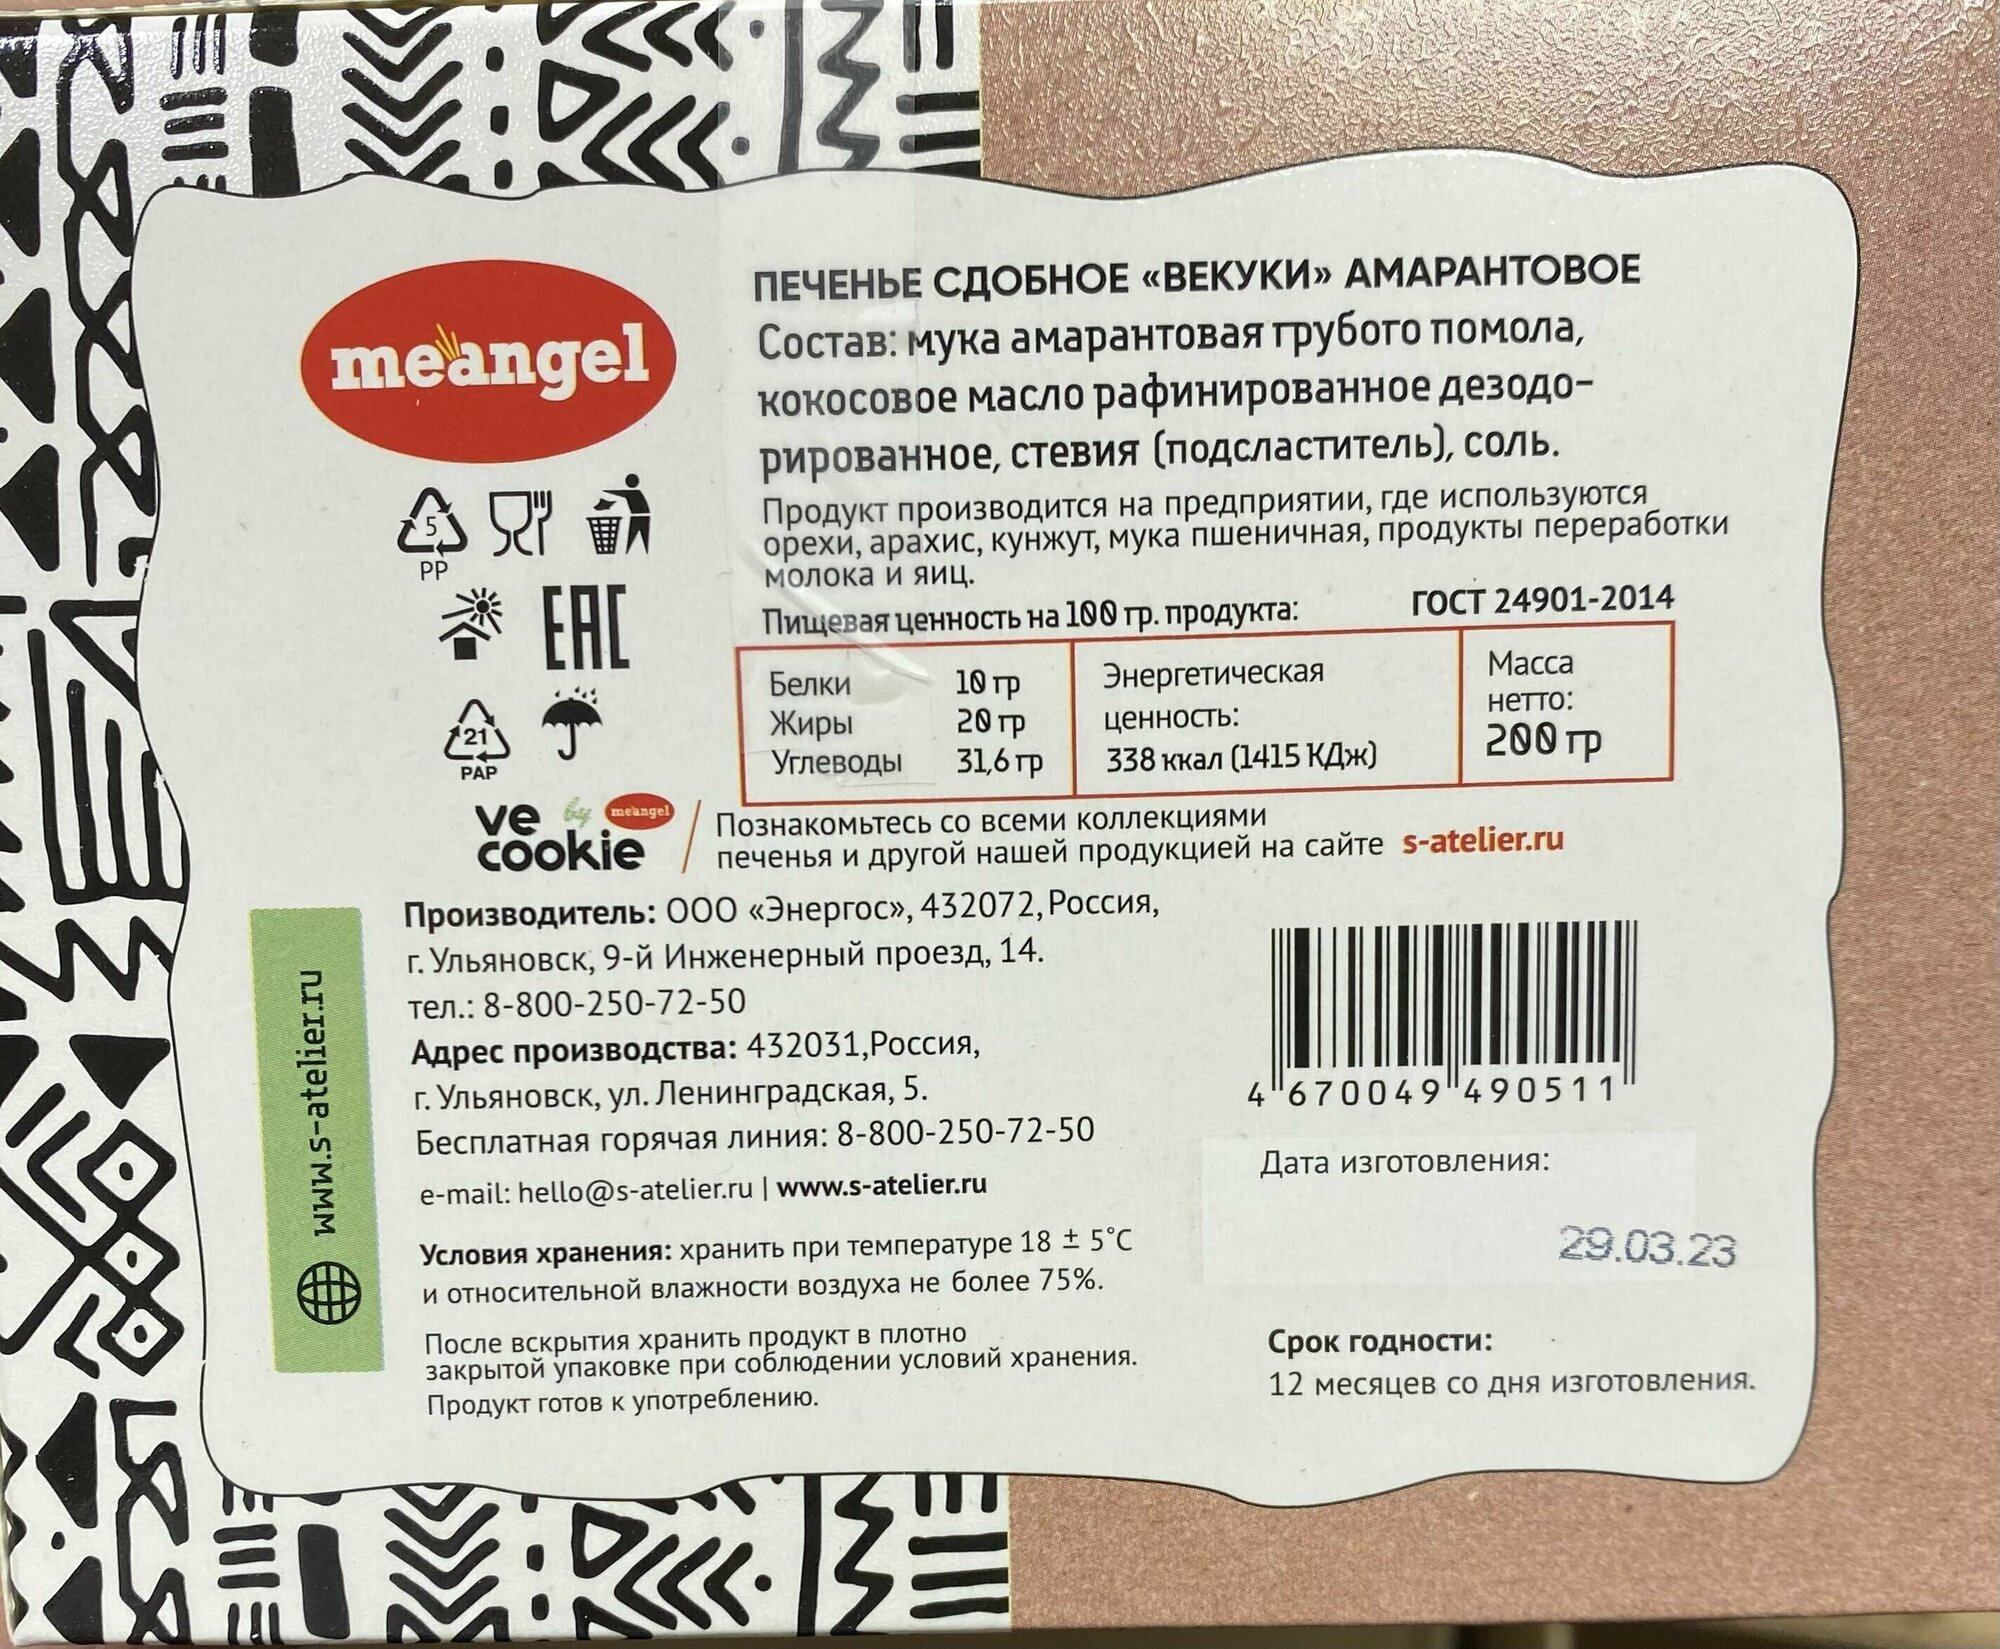 ПЕЧЕНЬЕ СДОБНОЕ «ВЕКУКИ» АМАРАНТОВОЕ
Состав: мука амарантовая грубого помола,
кокосовое масло рафинированное дезодо-
рированное, стевия (подсластитель), соль.
Продукт производится на предприятии, где используются
орехи, арахис, кунжут, мука пшеничная, продукты переработки
молока и яиц.
Пищевая ценность на 100 гр. продукта: ГОСТ 24901-2014
Белки 10 гр
Жиры 20 гр
Углеводы 31,6 гр
Энергетическая
ценность:
338 ккал (1415 КДж)
Масса
нетто:
200 гр
meangel
5
PP
EAC
21
PAP
ve by meangel
cookie
Познакомьтесь со всеми коллекциями
печенья и другой нашей продукцией на сайте s-atelier.ru
www.s-atelier.ru
Производитель: ООО «Энергос», 432072, Россия,
г. Ульяновск, 9-й Инженерный проезд, 14.
тел.: 8-800-250-72-50
Адрес производства: 432031,Россия,
г. Ульяновск, ул. Ленинградская, 5.
Бесплатная горячая линия: 8-800-250-72-50
e-mail: hello@s-atelier.ru | www.s-atelier.ru
Условия хранения: хранить при температуре 18 ± 5°С
и относительной влажности воздуха не более 75%.
После вскрытия хранить продукт в плотно
закрытой упаковке при соблюдении условий хранения.
Продукт готов к употреблению.
4 670049 490511
Дата изготовления:
29.03.23
Срок годности:
12 месяцев со дня изготовления.